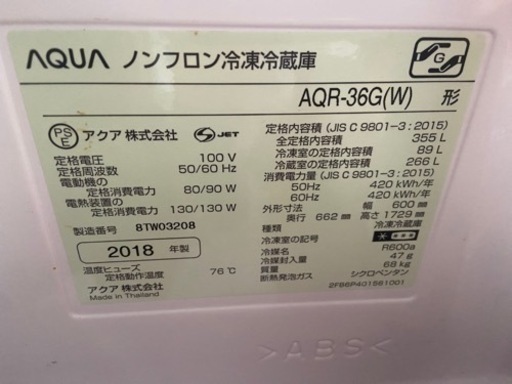 AQUA ノンフロン冷凍冷蔵庫
G
AQR-36G(W) 形
PS E アクア 株式会社 S JET
定格電圧 100 V
定格周波数 50/60 Hz
電動機の
定格消費電力 80/90 W
電熱装置の
定格消費電力 130/130 W
製造番号 8TW03208
2018 年製
温度ヒューズ
定格動作温度 76℃
アクア 株式会社
Made in Thailand
定格内容積 (JIS C 9801-3 : 2015)
全定格内容積 355 L
冷凍室の定格内容積 89 L
冷蔵室の定格内容積 266 L
消費電力量 (JIS C 9801-3 : 2015)
50Hz 420 kWh/年
60Hz 420 kWh/年
外形寸法 幅 600 mm
奥行 662 mm 高さ 1729 mm
種類 冷凍冷蔵庫
冷凍室の記号
冷媒名 R600a
冷媒封入量 47 g
質量 68 kg
断熱発泡ガス シクロペンタン
2FB6P401561001
>ABS<